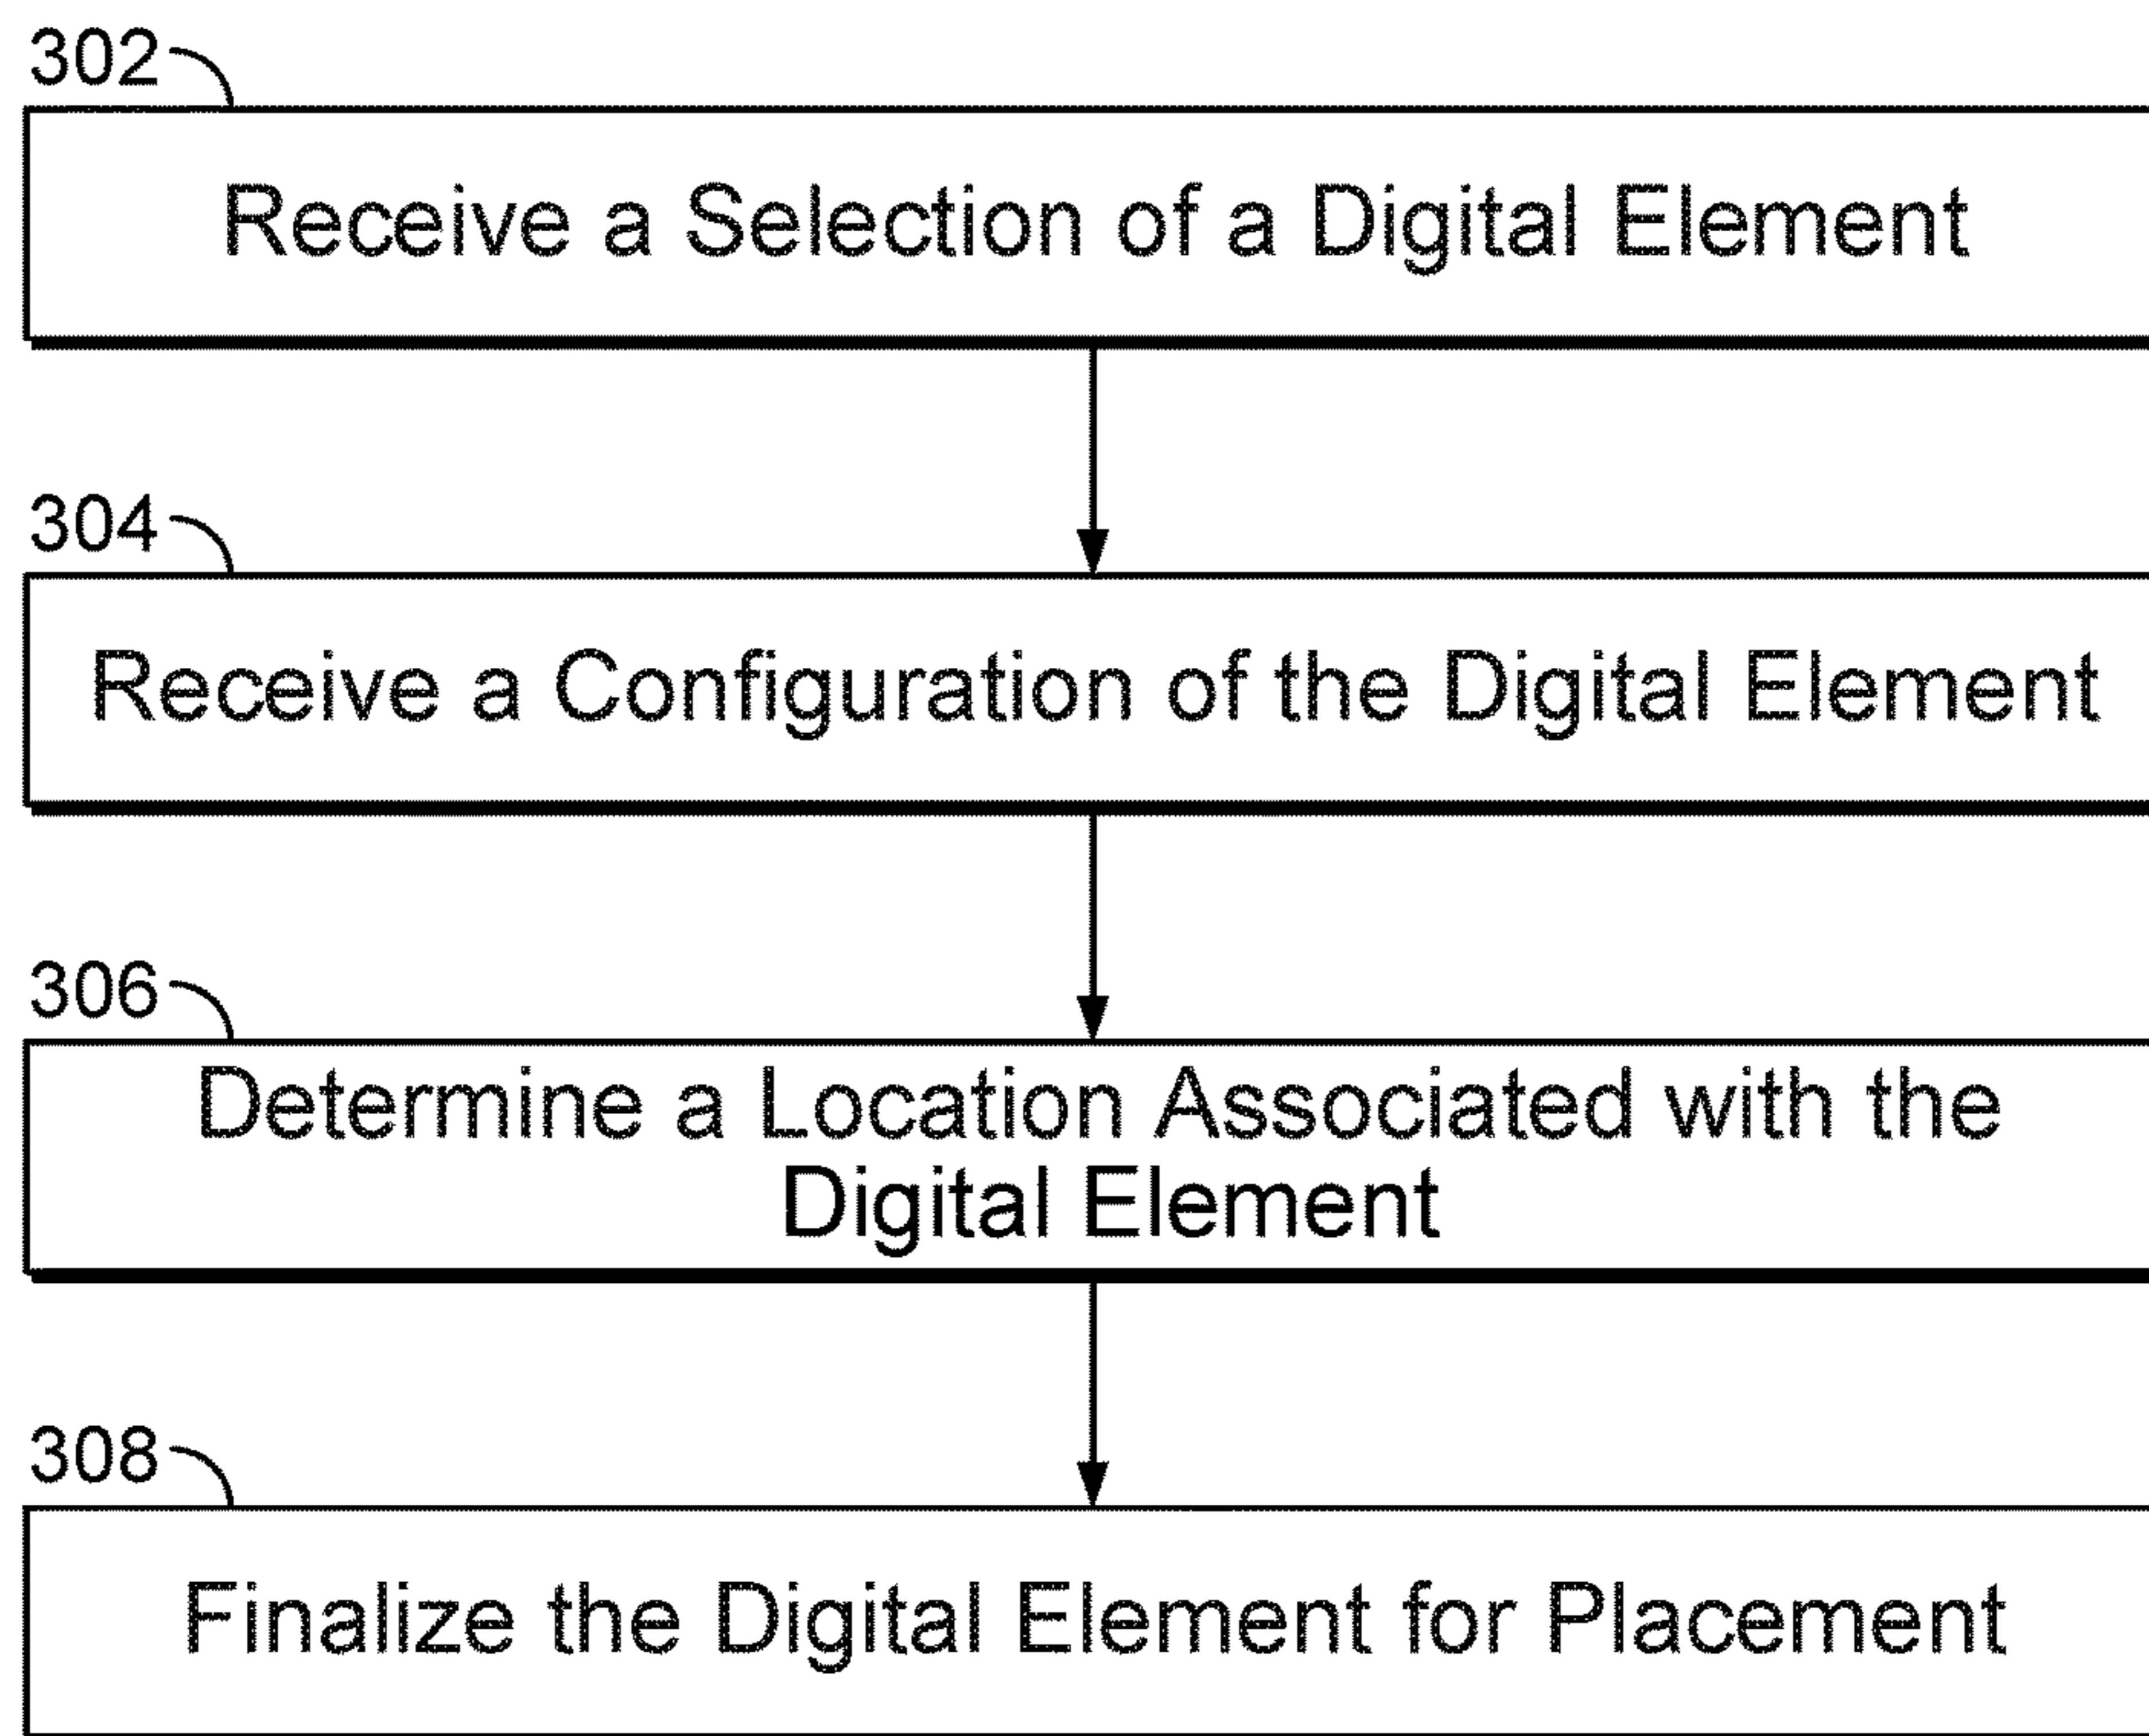 302
Receive a Selection of a Digital Element
304
Receive a Configuration of the Digital Element
306
Determine a Location Associated with the
Digital Element
308
Finalize the Digital Element for Placement